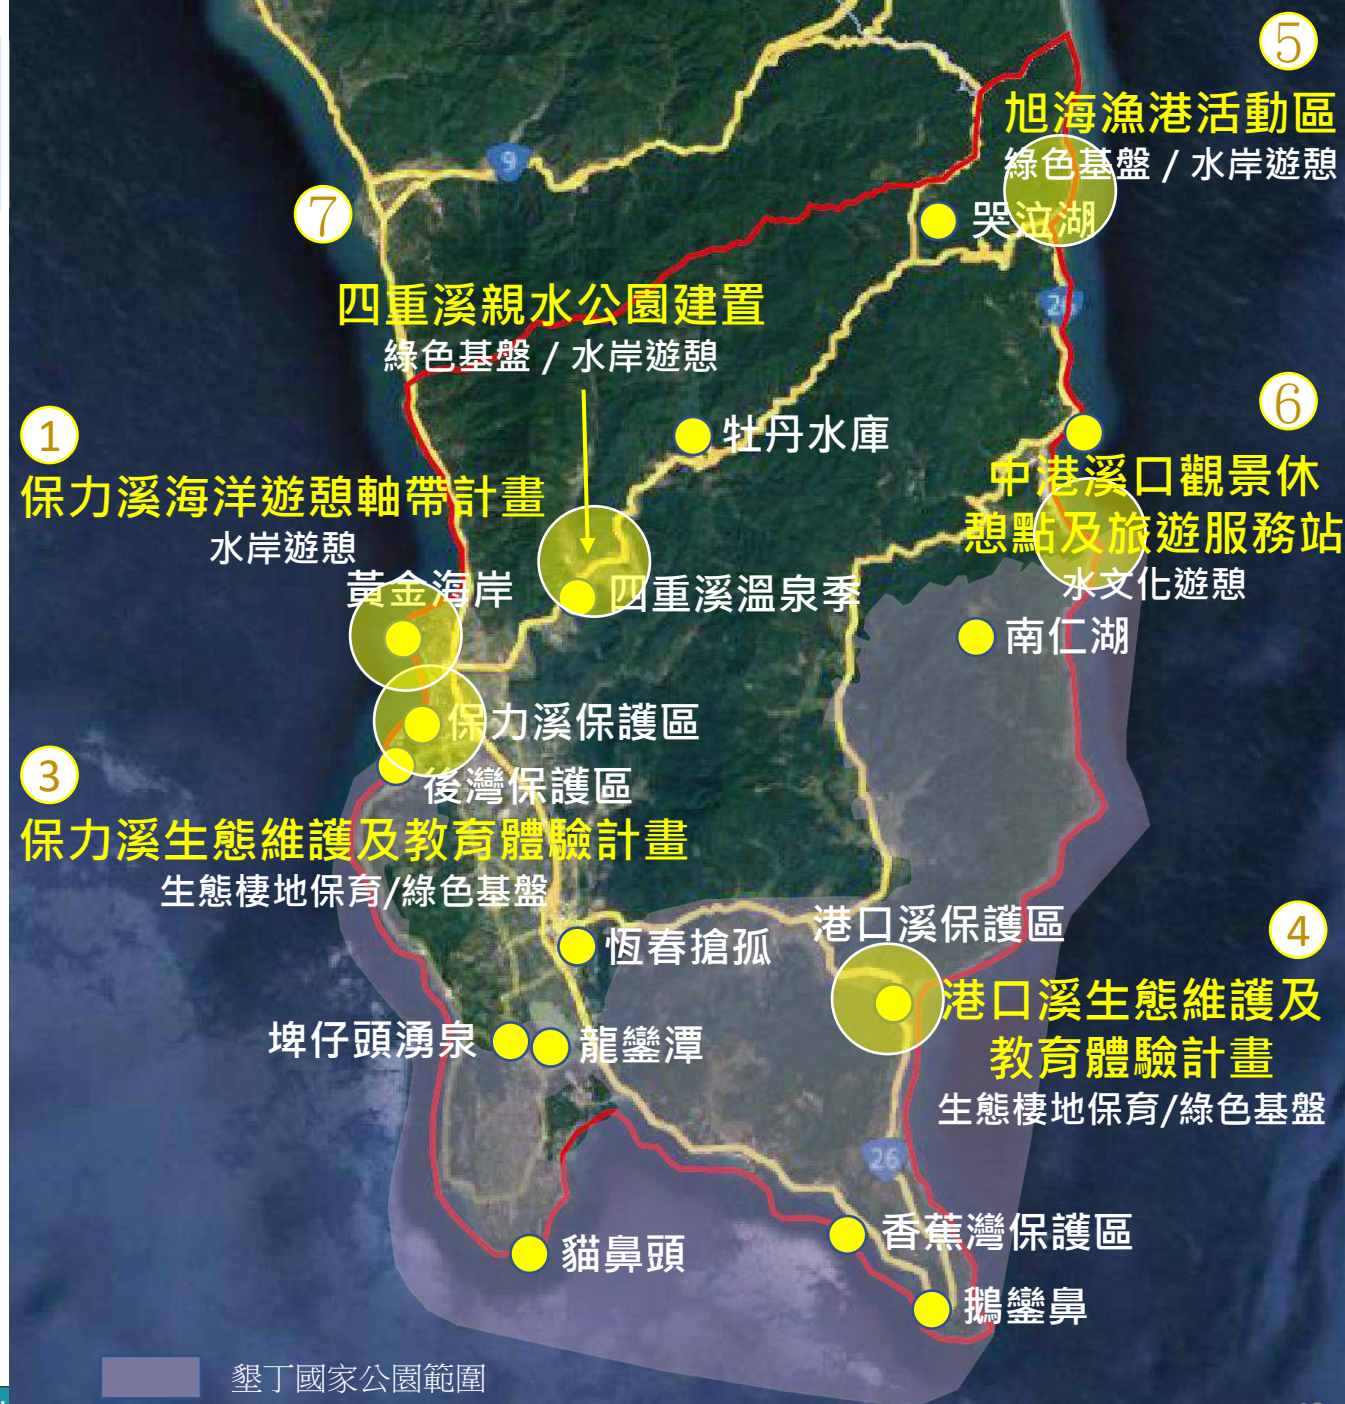 ⑤
旭海漁港活動區
綠色基盤 / 水岸遊憩
9
⑦
哭泣湖
四重溪親水公園建置
綠色基盤 / 水岸遊憩
⑥
①
牡丹水庫
保力溪海洋遊憩軸帶計畫
水岸遊憩
中港溪口觀景休
憩點及旅遊服務站
水文化遊憩
黃金海岸
四重溪溫泉季
南仁湖
保力溪保護區
③
後灣保護區
保力溪生態維護及教育體驗計畫
生態棲地保育/綠色基盤
④
港口溪保護區
恆春搶孤
港口溪生態維護及
教育體驗計畫
生態棲地保育/綠色基盤
埤仔頭湧泉
龍鑾潭
26
香蕉灣保護區
貓鼻頭
鵝鑾鼻
墾丁國家公園範圍